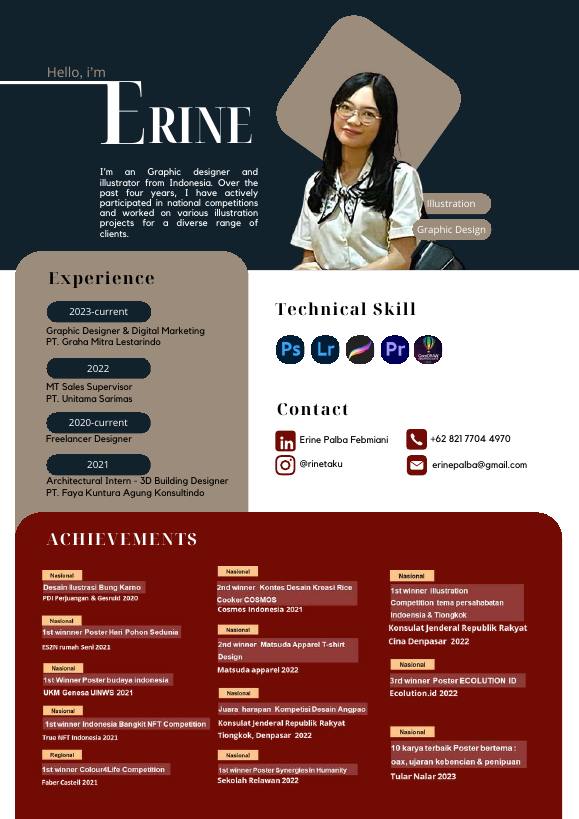 Hello, i'm
ERINE
I'm an Graphic designer and
illustrator from Indonesia. Over the
past four years, I have actively
participated in national competitions
and worked on various illustration
projects for a diverse range of
clients.
Illustration
Graphic Design
Experience
2023-current
Graphic Designer & Digital Marketing
PT. Graha Mitra Lestarindo
2022
MT Sales Supervisor
PT. Unitama Sarimas
2020-current
Freelancer Designer
2021
Architectural Intern - 3D Building Designer
PT. Faya Kuntura Agung Konsultindo
Technical Skill
Ps
Lr
Pr
CorelDRAW
Contact
in
Erine Palba Febmiani
+62 821 7704 4970
@rinetaku
erinepalba@gmail.com
ACHIEVEMENTS
Nasional
Desain Ilustrasi Bung Karno
PDI Perjuangan & Gesruid 2020
Nasional
1st winnner Poster Hari Pohon Sedunia
ESZN rumah Seni 2021
Nasional
1st Winner Poster budaya indonesia
UKM Genesa UINWS 2021
Nasional
1st winner Indonesia Bangkit NFT Competition
True NFT Indonesia 2021
Regional
1st winner Colour4Life Competition
Faber Castell 2021
Nasional
2nd winner Kontes Desain Kreasi Rice
Cooker COSMOS
Cosmos Indonesia 2021
Nasional
2nd winner Matsuda Apparel T-shirt
Design
Matsuda apparel 2022
Nasional
Juara harapan Kompetisi Desain Angpao
Konsulat Jenderal Republik Rakyat
Tiongkok, Denpasar 2022
Nasional
1st winner Poster Synergies In Humanity
Sekolah Relawan 2022
Nasional
1st winner illustration
Competition tema persahabatan
Indoensia & Tiongkok
Konsulat Jenderal Republik Rakyat
Cina Denpasar 2022
Nasional
3rd winner Poster ECOLUTION ID
Ecolution.id 2022
Nasional
10 karya terbaik Poster bertema :
oax, ujaran kebencian & penipuan
Tular Nalar 2023